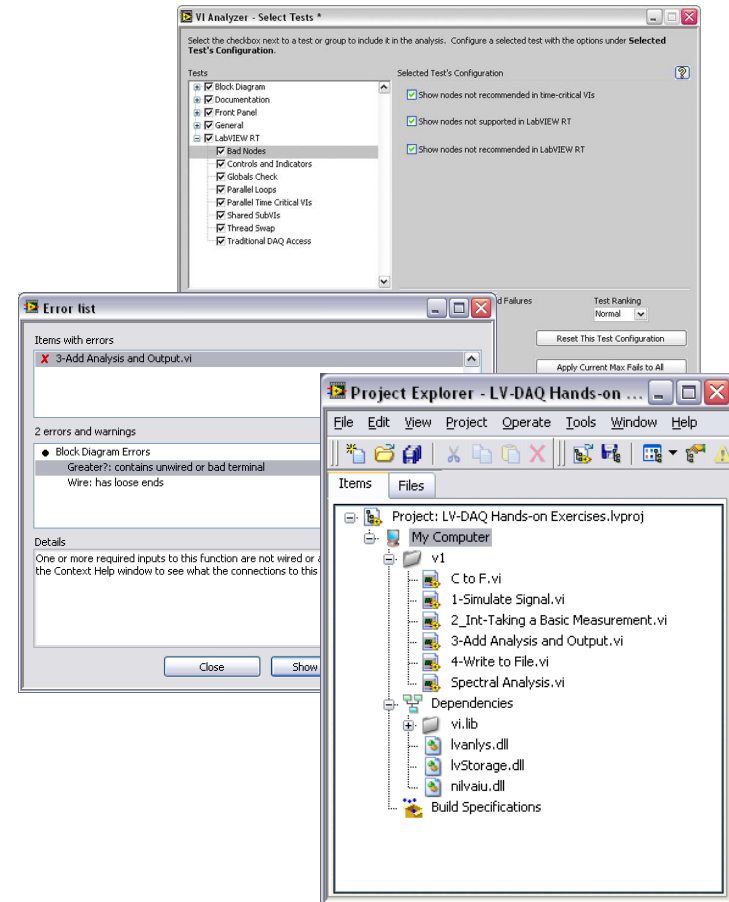 VI Analyzer - Select Tests *
Select the checkbox next to a test or group to include it in the analysis. Configure a selected test with the options under Selected
Test's Configuration.
Tests
Selected Test's Configuration
Block Diagram
Documentation
Front Panel
General
LabVIEW RT
Bad Nodes
Controls and Indicators
Globals Check
Parallel Loops
Parallel Time Critical VIs
Shared SubVIs
Thread Swap
Traditional DAQ Access
Show nodes not recommended in time-critical VIs
Show nodes not supported in LabVIEW RT
Show nodes not recommended in LabVIEW RT
d Failures
Test Ranking
Normal
Reset This Test Configuration
Apply Current Max Fails to All
Error list
Items with errors
3-Add Analysis and Output.vi
2 errors and warnings
Block Diagram Errors
Greater?: contains unwired or bad terminal
Wire: has loose ends
Details
One or more required inputs to this function are not wired or a
the Context Help window to see what the connections to this
Close
Show
Project Explorer - LV-DAQ Hands-on ...
File Edit View Project Operate Tools Window Help
Items
Files
Project: LV-DAQ Hands-on Exercises.lvproj
My Computer
v1
C to F.vi
1-Simulate Signal.vi
2_Int-Taking a Basic Measurement.vi
3-Add Analysis and Output.vi
4-Write to File.vi
Spectral Analysis.vi
Dependencies
vi.lib
lvanlys.dll
lvStorage.dll
nilvaiu.dll
Build Specifications